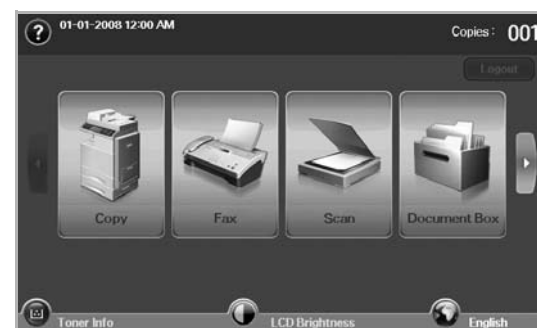 ? 01-01-2008 12:00 AM Copies : 001
Logout
Copy Fax Scan Document Box
Toner Info LCD Brightness English